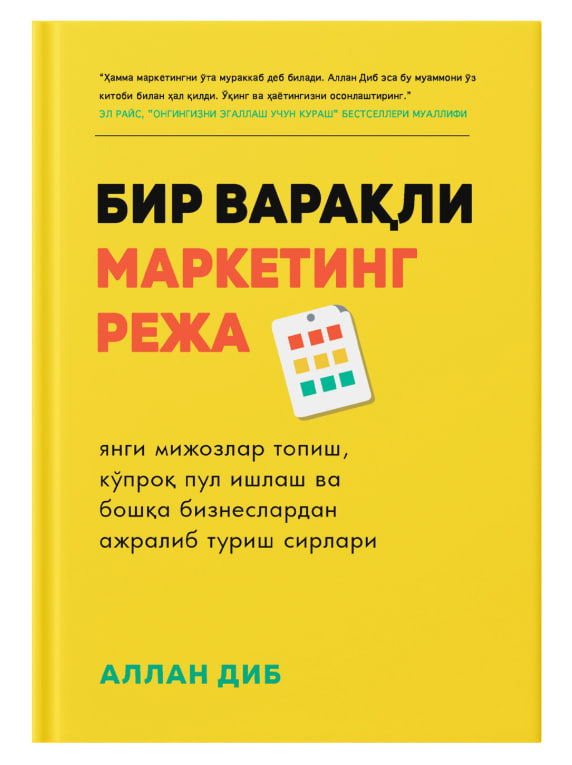 "Ҳамма маркетингни ўта мураккаб деб билади. Аллан Диб эса бу муаммони ўз
китоби билан ҳал қилди. Ўқинг ва ҳаётингизни осонлаштиринг."
ЭЛ РАЙС, "ОНГИНГИЗНИ ЭГАЛЛАШ УЧУН КУРАШ" БЕСТСЕЛЛЕРИ МУАЛЛИФИ
БИР ВАРАҚЛИ
МАРКЕТИНГ
РЕЖА
янги мижозлар топиш,
кўпроқ пул ишлаш ва
бошқа бизнеслардан
ажралиб туриш сирлари
АЛЛАН ДИБ